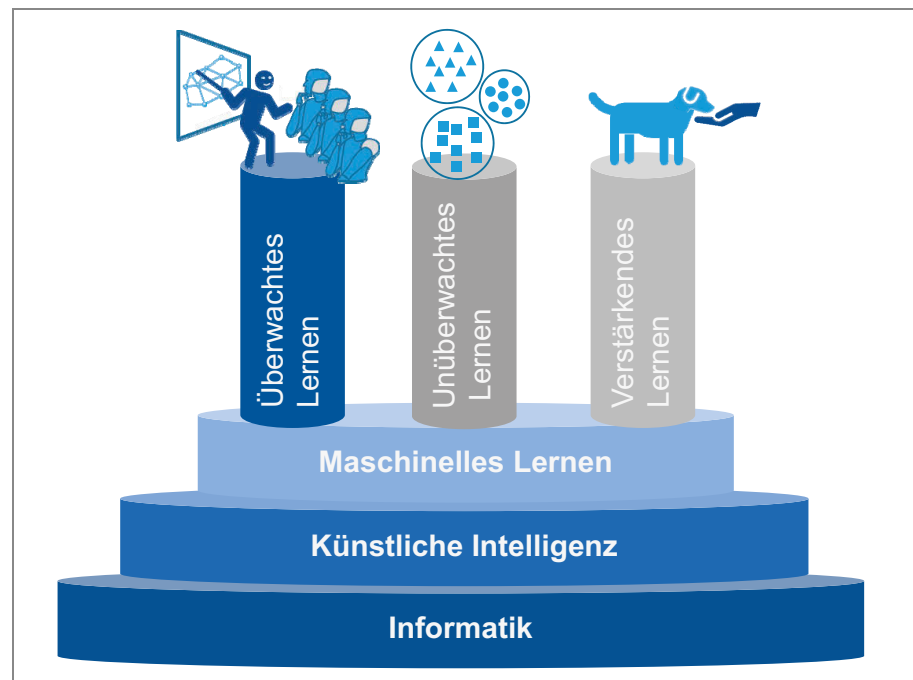 Überwachtes
Lernen
Unüberwachtes
Lernen
Verstärkendes
Lernen
Maschinelles Lernen
Künstliche Intelligenz
Informatik